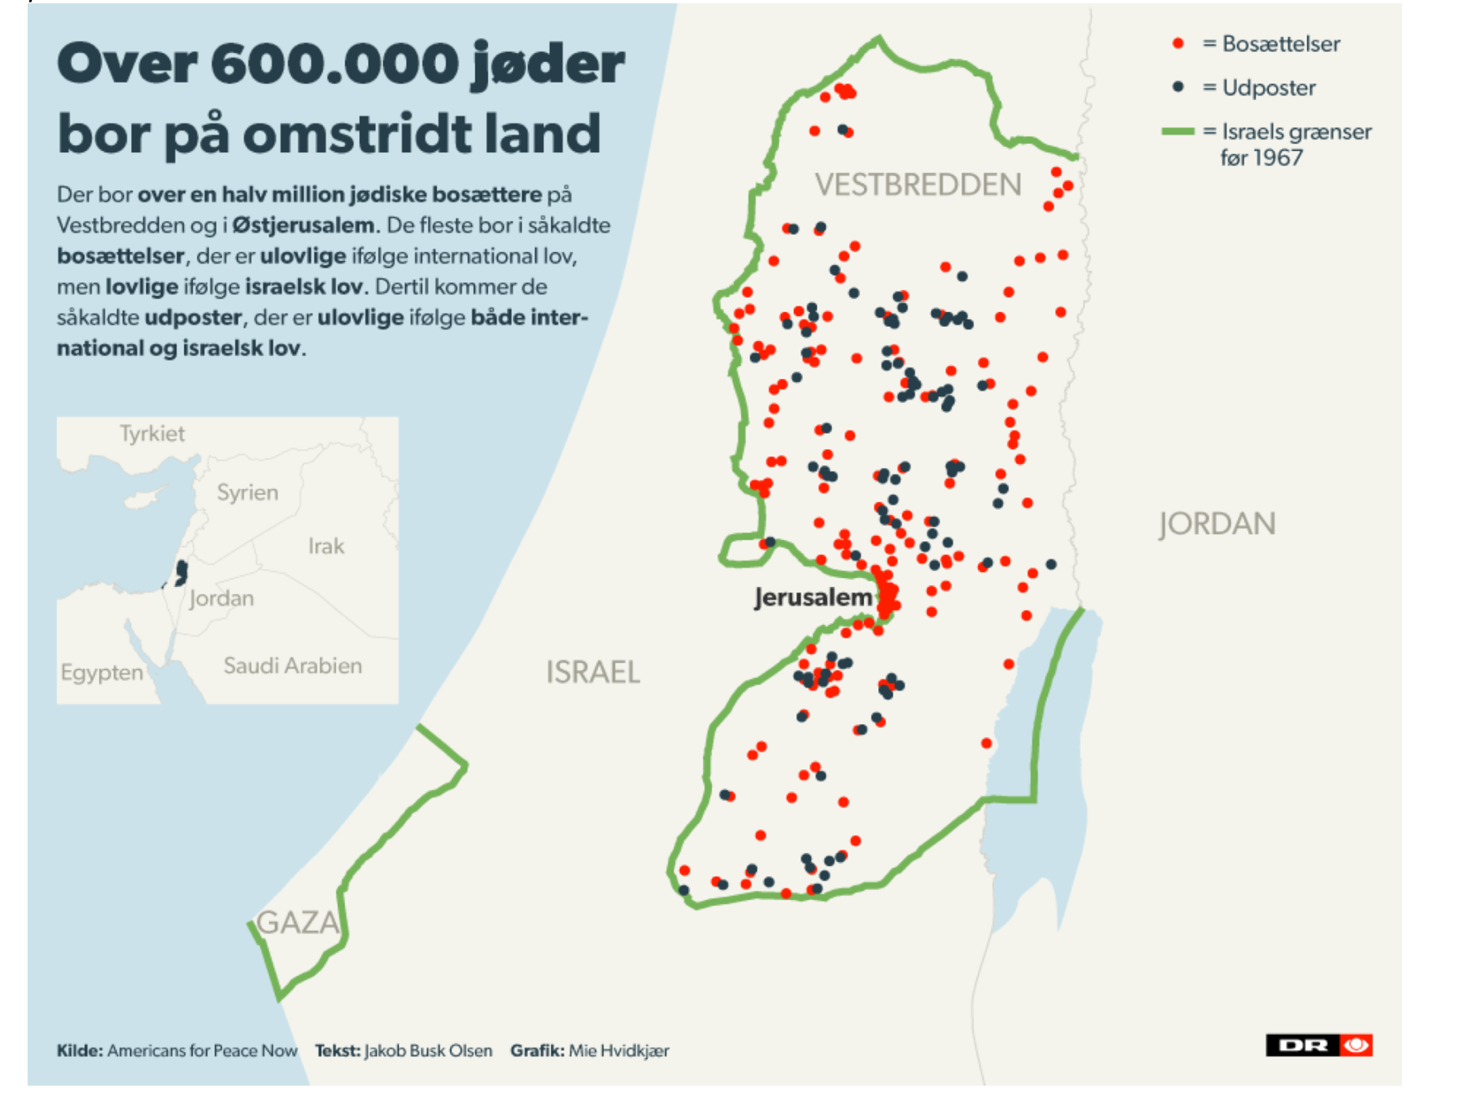 Over 600.000 jøder
bor på omstridt land
Der bor over en halv million jødiske bosættere på
Vestbredden og i Østjerusalem. De fleste bor i såkaldte
bosættelser, der er ulovlige ifølge international lov,
men lovlige ifølge israelsk lov. Dertil kommer de
såkaldte udposter, der er ulovlige ifølge både inter-
national og israelsk lov.
= Bosættelser
= Udposter
= Israels grænser
før 1967
VESTBREDDEN
JORDAN
Jerusalem
ISRAEL
GAZA
Tyrkiet
Syrien
Irak
Jordan
Egypten
Saudi Arabien
Kilde: Americans for Peace Now Tekst: Jakob Busk Olsen Grafik: Mie Hvidkjær
DR